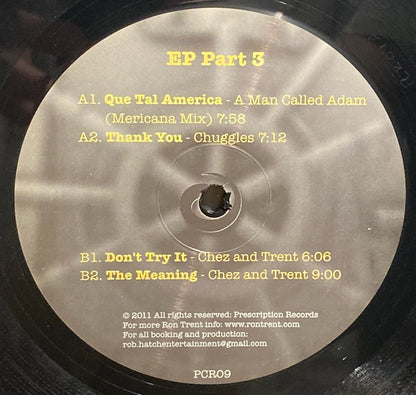 EP Part 3
A1. Que Tal America - A Man Called Adam
(Mericana Mix) 7:58
A2. Thank You - Chuggles 7:12
B1. Don't Try It - Chez and Trent 6:06
B2. The Meaning - Chez and Trent 9:00
© 2011 All rights reserved: Prescription Records
For more Ron Trent info: www.rontrent.com
For all booking and production:
rob.hatchentertainment@gmail.com
PCR09